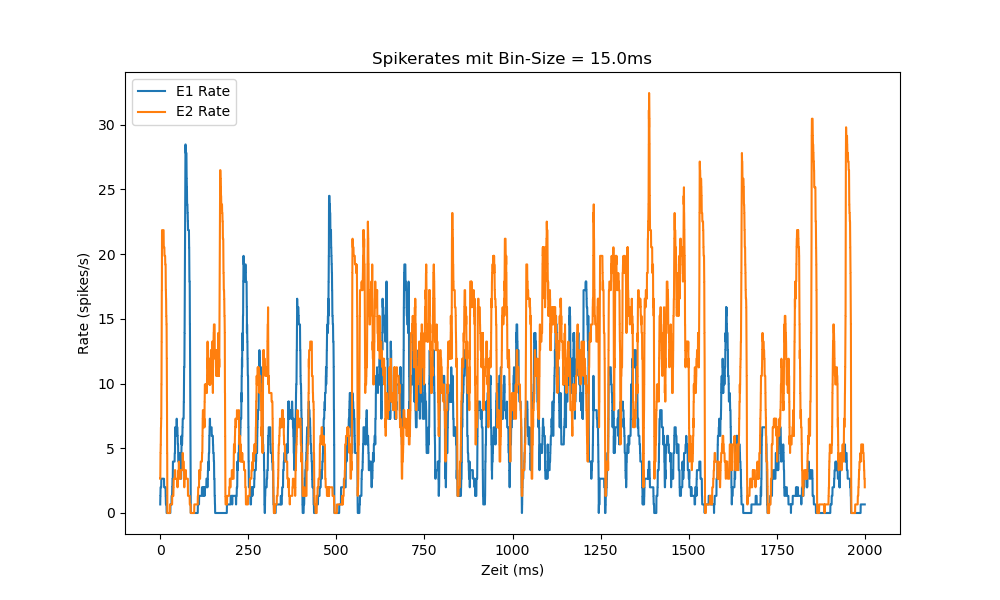 Spikerates mit Bin-Size = 15.0ms
E1 Rate
E2 Rate
30
25
20
15
10
5
0
Rate (spikes/s)
0 250 500 750 1000 1250 1500 1750 2000
Zeit (ms)